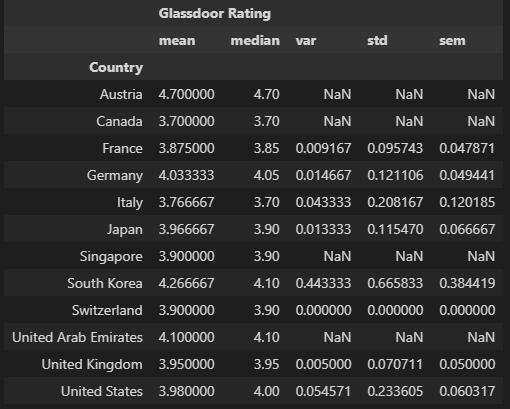 Glassdoor Rating
mean median var std sem
Country
Austria 4.700000 4.70 NaN NaN NaN
Canada 3.700000 3.70 NaN NaN NaN
France 3.875000 3.85 0.009167 0.095743 0.047871
Germany 4.033333 4.05 0.014667 0.121106 0.049441
Italy 3.766667 3.70 0.043333 0.208167 0.120185
Japan 3.966667 3.90 0.013333 0.115470 0.066667
Singapore 3.900000 3.90 NaN NaN NaN
South Korea 4.266667 4.10 0.443333 0.665833 0.384419
Switzerland 3.900000 3.90 0.000000 0.000000 0.000000
United Arab Emirates 4.100000 4.10 NaN NaN NaN
United Kingdom 3.950000 3.95 0.005000 0.070711 0.050000
United States 3.980000 4.00 0.054571 0.233605 0.060317